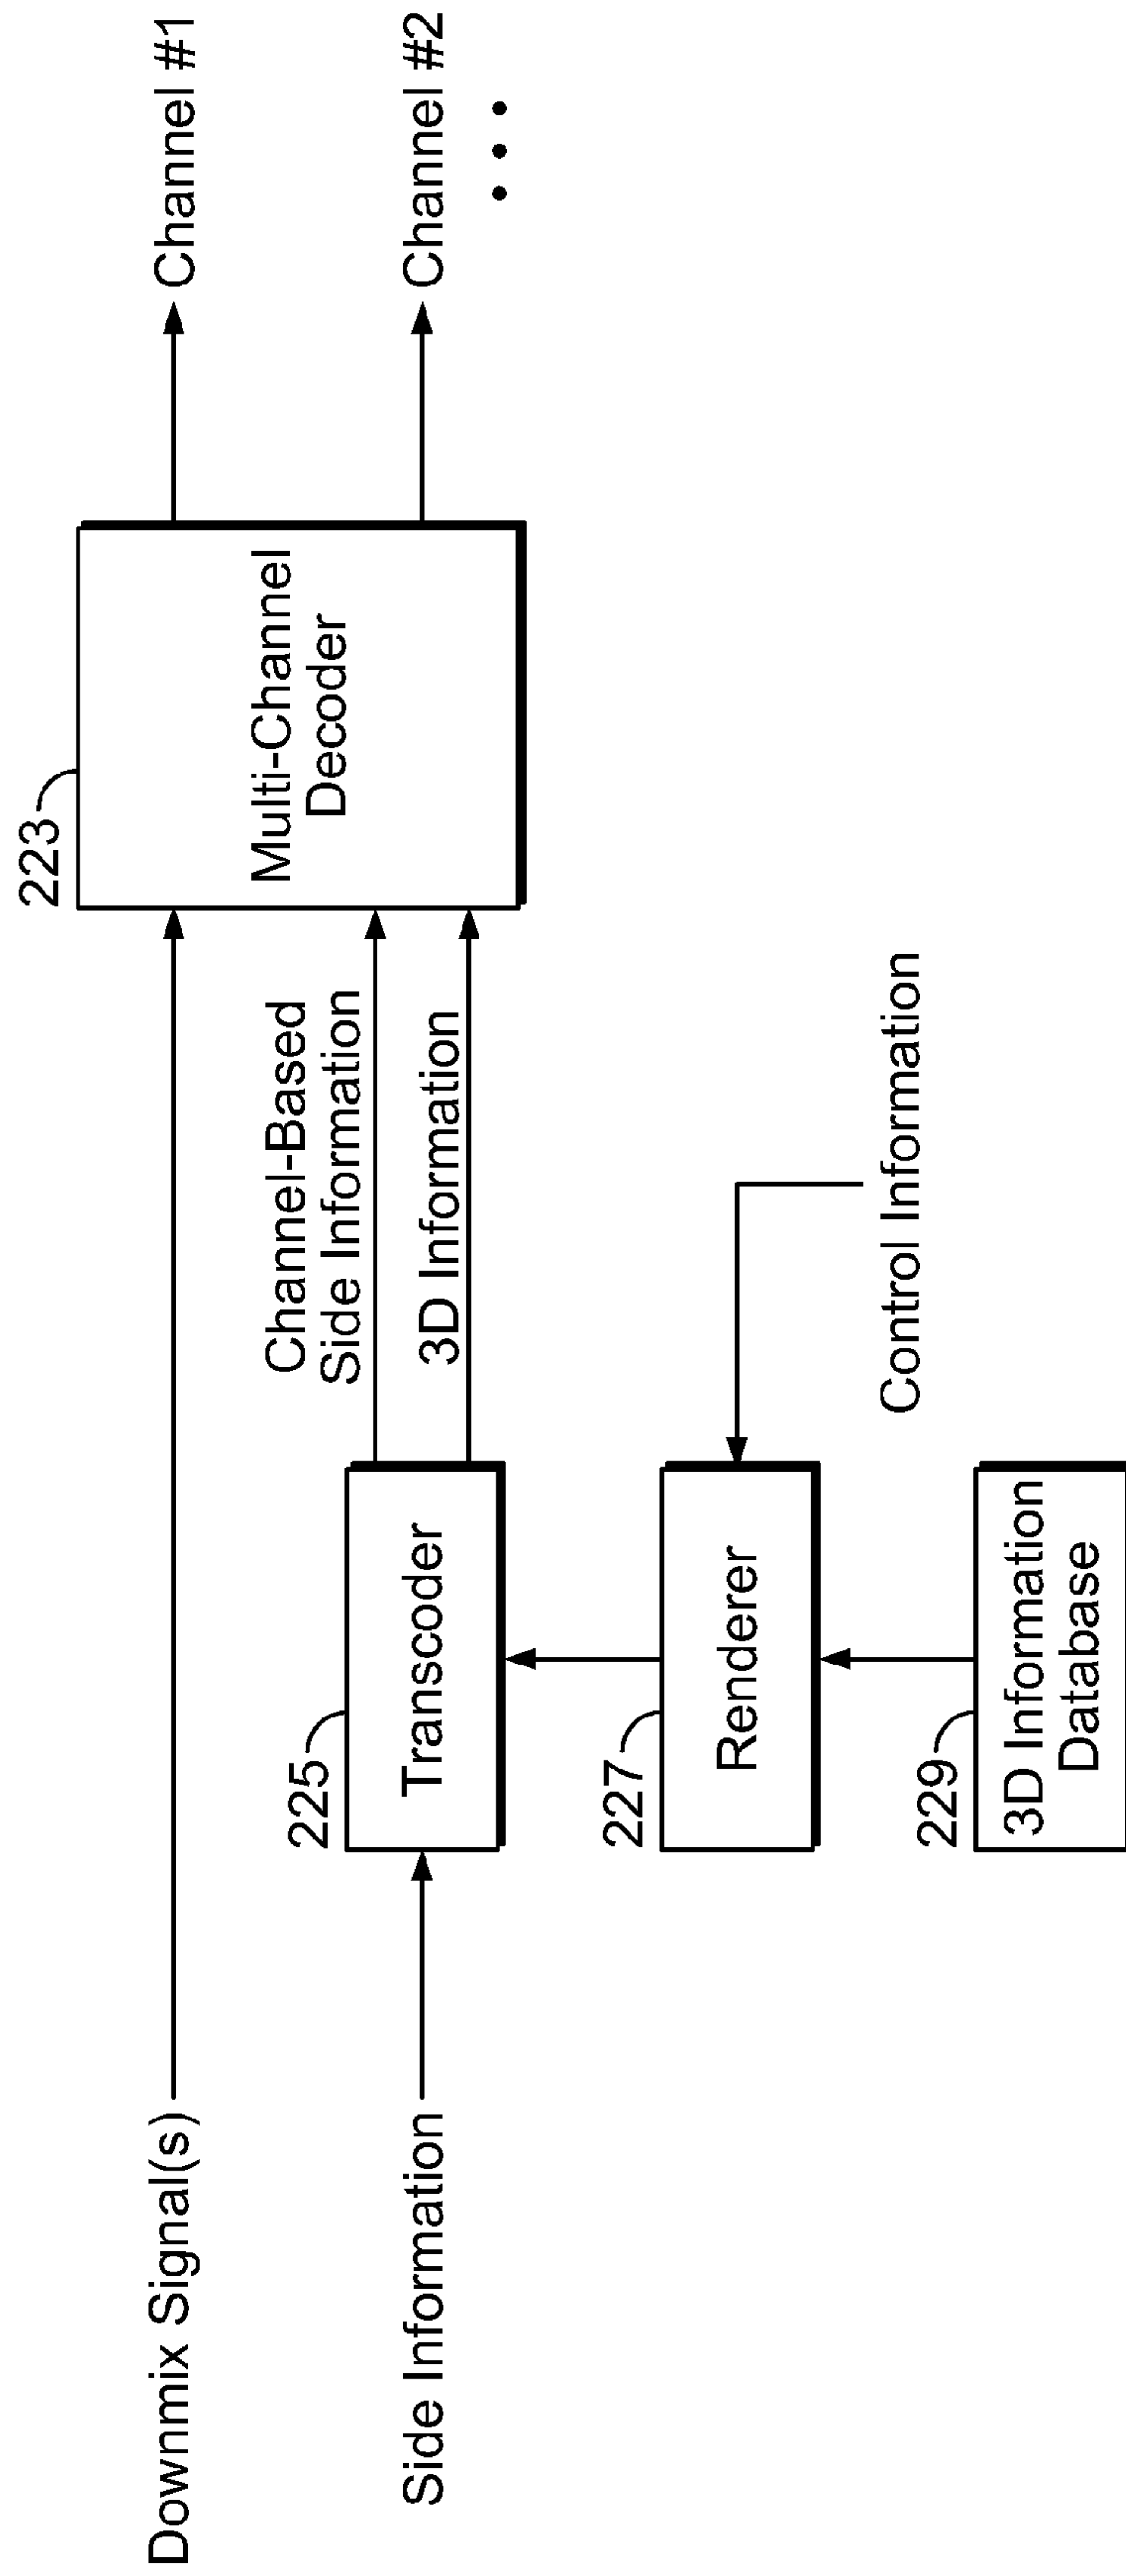 Downmix Signal(s)
223
Multi-Channel
Decoder
Channel #1
Channel #2
Channel-Based
Side Information
3D Information
Side Information
225
Transcoder
227
Renderer
Control Information
229
3D Information
Database